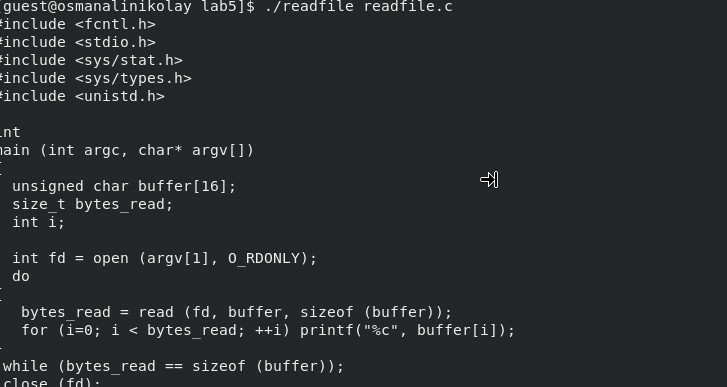 [guest@osmanalinikolay lab5]$ ./readfile readfile.c
#include <fcntl.h>
#include <stdio.h>
#include <sys/stat.h>
#include <sys/types.h>
#include <unistd.h>
int
main (int argc, char* argv[])
{
unsigned char buffer[16];
size_t bytes_read;
int i;
int fd = open (argv[1], O_RDONLY);
do
{
bytes_read = read (fd, buffer, sizeof (buffer));
for (i=0; i < bytes_read; ++i) printf("%c", buffer[i]);
}
while (bytes_read == sizeof (buffer));
close (fd);